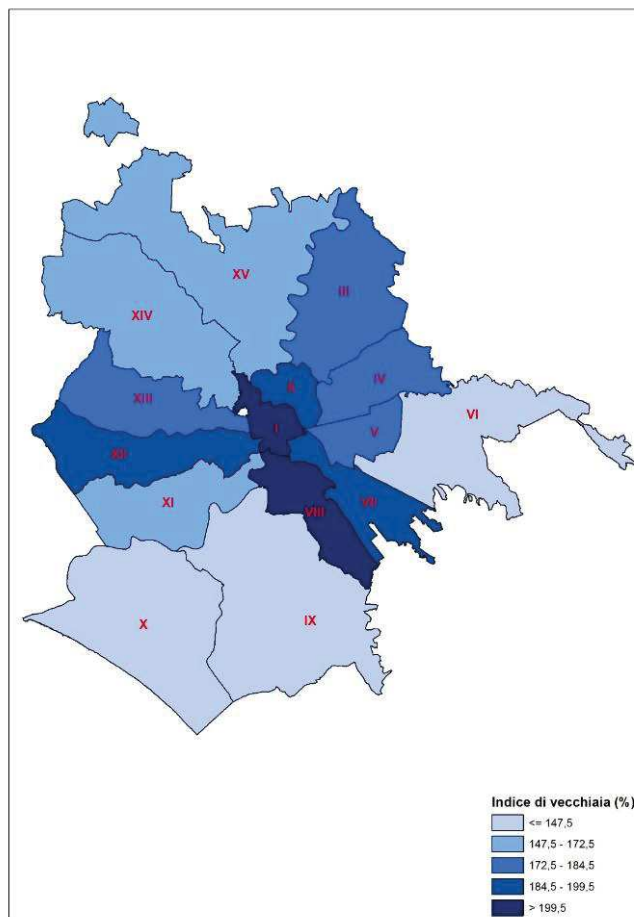 XV
III
XIV
IV
XIII
II
VI
I
V
XII
XI
VII
VIII
X
IX
Indice di vecchiaia (%)
<= 147,5
147,5 - 172,5
172,5 - 184,5
184,5 - 199,5
> 199,5